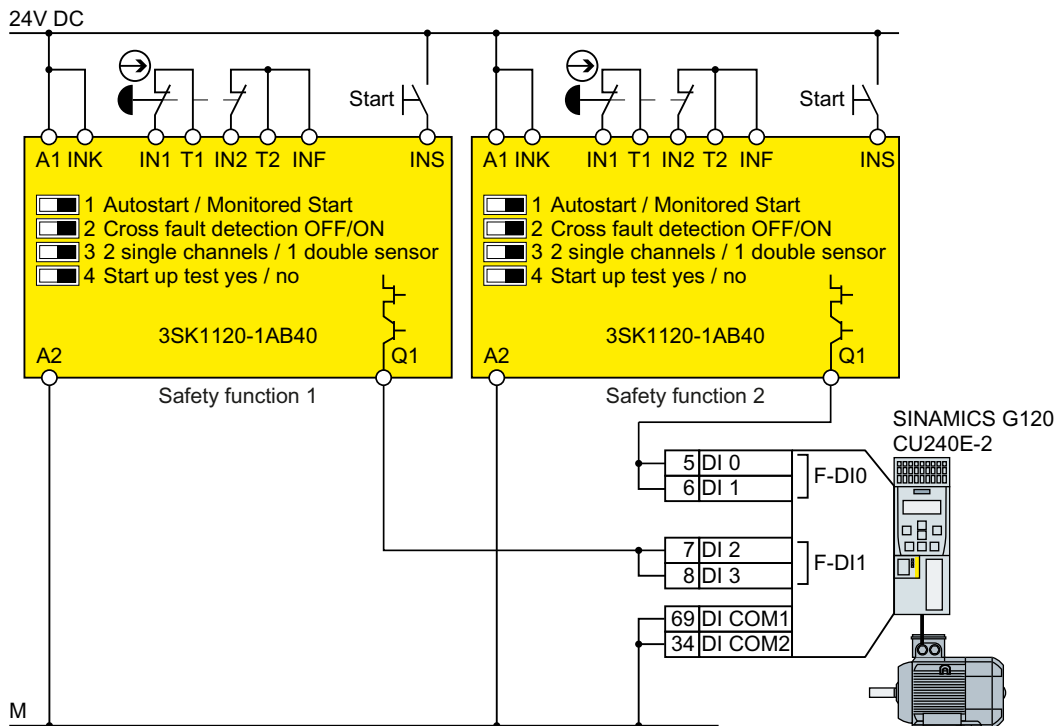 24V DC
Start
Start
A1 INK IN1 T1 IN2 T2 INF INS
A1 INK IN1 T1 IN2 T2 INF INS
1 Autostart / Monitored Start
2 Cross fault detection OFF/ON
3 2 single channels / 1 double sensor
4 Start up test yes / no
1 Autostart / Monitored Start
2 Cross fault detection OFF/ON
3 2 single channels / 1 double sensor
4 Start up test yes / no
3SK1120-1AB40
A2
Q1
3SK1120-1AB40
A2
Q1
Safety function 1
Safety function 2
SINAMICS G120
CU240E-2
5 DI 0
6 DI 1
F-DI0
7 DI 2
8 DI 3
F-DI1
69 DI COM1
34 DI COM2
M